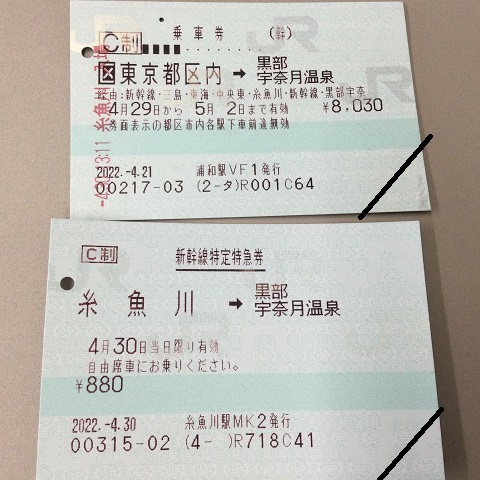 乗車券 (幹)
C制
区東京都区内 → 黒部
宇奈月温泉
経由:新幹線・三島・東海・中央東・糸魚川・新幹線・黒部宇奈
4月29日から 5月 2日まで有効 ¥8,030
券面表示の都区市内各駅下車前途無効
2022.-4.21 浦和駅VF1発行
00217-03 (2-タ)R001C64
C制 新幹線特定特急券
糸魚川 → 黒部
宇奈月温泉
4月30日当日限り有効
自由席車にお乗りください。
¥880
2022.-4.30 糸魚川駅MK2発行
00315-02 (4- )R718C41